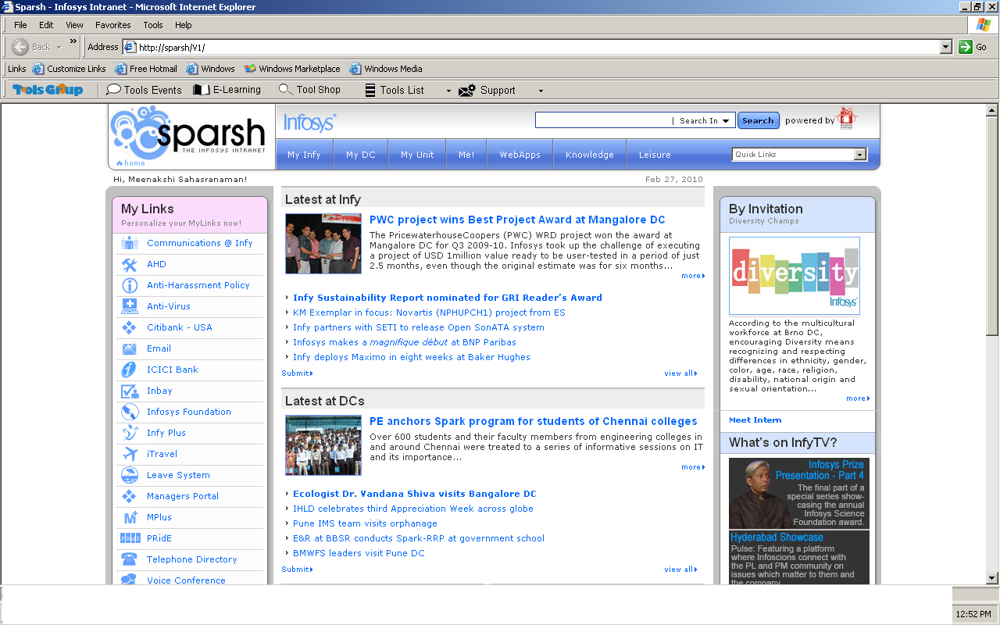 Sparsh - Infosys Intranet - Microsoft Internet Explorer
File Edit View Favorites Tools Help
Back » Address http://sparsh/V1/ Go
Links Customize Links Free Hotmail Windows Windows Marketplace Windows Media
Tools Group Tools Events E-Learning Tool Shop Tools List Support
sparsh
THE INFOSYS INTRANET
home
Infosys®
Search In Search powered by
My Infy My DC My Unit Me! WebApps Knowledge Leisure Quick Links
Hi, Meenakshi Sahasranaman! Feb 27, 2010
My Links
Personalize your MyLinks now!
Communications @ Infy
AHD
Anti-Harassment Policy
Anti-Virus
Citibank - USA
Email
ICICI Bank
Inbay
Infosys Foundation
Infy Plus
iTravel
Leave System
Managers Portal
MPlus
PRidE
Telephone Directory
Voice Conference
Latest at Infy
PWC project wins Best Project Award at Mangalore DC
The PricewaterhouseCoopers (PWC) WRD project won the award at
Mangalore DC for Q3 2009-10. Infosys took up the challenge of executing
a project of USD 1million value ready to be user-tested in a period of just
2.5 months, even though the original estimate was for six months...
more
Infy Sustainability Report nominated for GRI Reader's Award
KM Exemplar in focus: Novartis (NPHUPCH1) project from ES
Infy partners with SETI to release Open SonATA system
Infosys makes a magnifique début at BNP Paribas
Infy deploys Maximo in eight weeks at Baker Hughes
Submit view all
Latest at DCs
PE anchors Spark program for students of Chennai colleges
Over 600 students and their faculty members from engineering colleges in
and around Chennai were treated to a series of informative sessions on IT
and its importance...
more
Ecologist Dr. Vandana Shiva visits Bangalore DC
IHLD celebrates third Appreciation Week across globe
Pune IMS team visits orphanage
E&R at BBSR conducts Spark-RRP at government school
BMWFS leaders visit Pune DC
Submit view all
By Invitation
Diversity Champs
diversity
Infosys
According to the multicultural
workforce at Brno DC,
encouraging Diversity means
recognizing and respecting
differences in ethnicity, gender,
color, age, race, religion,
disability, national origin and
sexual orientation...
more
Meet Intern
What's on InfyTV?
Infosys Prize
Presentation - Part 4
The final part of a
special series show-
casing the annual
Infosys Science
Foundation award.
Hyderabad Showcase
Pulse: Featuring a platform
where Infoscions connect with
the PL and PM community on
issues which matter to them and
the company
12:52 PM